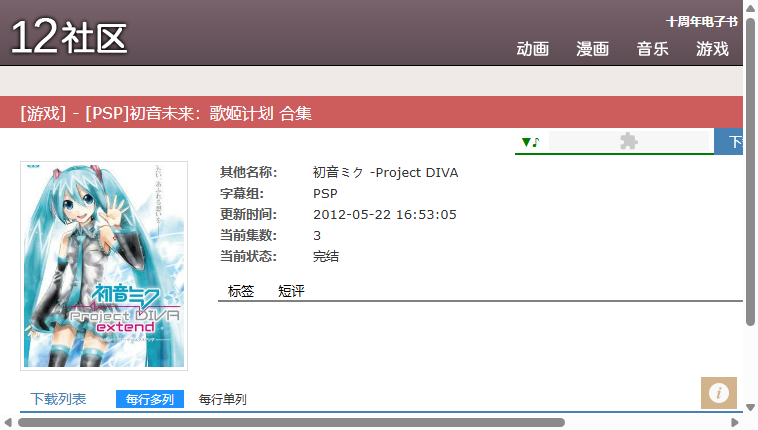 12社区
十周年电子书
动画 漫画 音乐 游戏
[游戏] - [PSP]初音未来：歌姬计划 合集
▼♪
其他名称： 初音ミク -Project DIVA
字幕组： PSP
更新时间： 2012-05-22 16:53:05
当前集数： 3
当前状态： 完结
标签 短评
初音ミク
Project DIVA
extend
下载列表 每行多列 每行单列